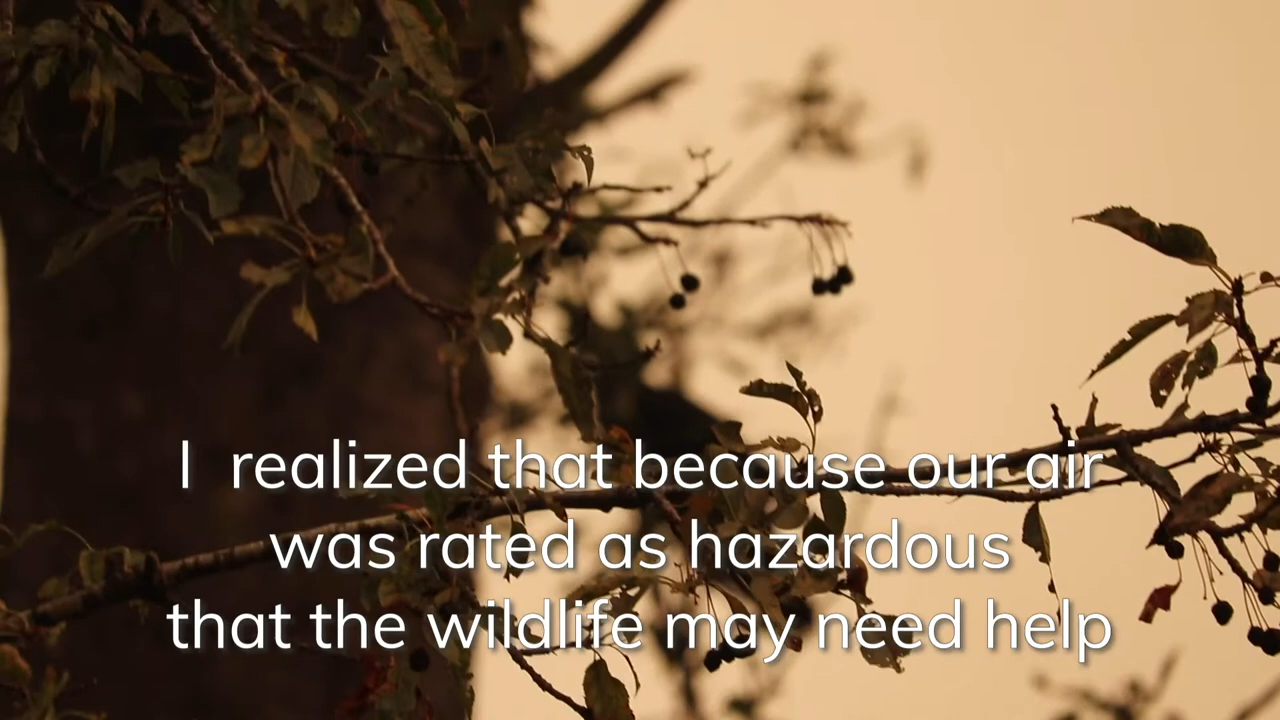 I  realized that because our air
was rated as hazardous
that the wildlife may need help